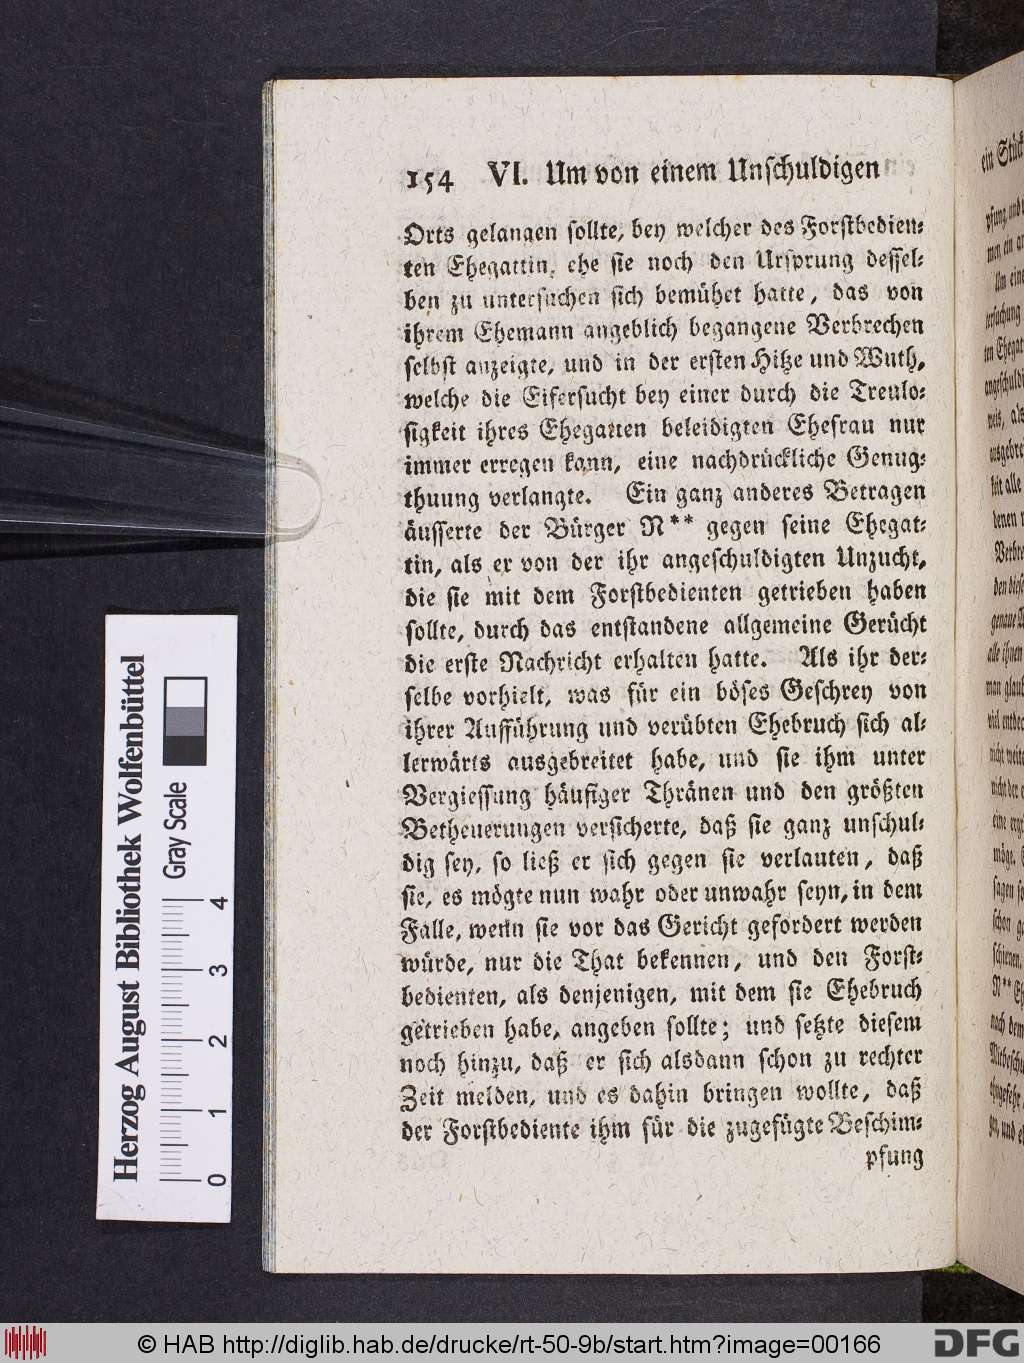 154 VI. Um von einem Unschuldigen
Orts gelangen sollte, bey welcher des Forstbedien-
ten Ehegattin, ehe sie noch den Ursprung dessel-
ben zu untersuchen sich bemühet hatte, das von
ihrem Ehemann angeblich begangene Verbrechen
selbst anzeigte, und in der ersten Hitze und Wuth,
welche die Eifersucht bey einer durch die Treulo-
sigkeit ihres Ehegatten beleidigten Ehefrau nur
immer erregen kann, eine nachdrückliche Genug-
thuung verlangte. Ein ganz anderes Betragen
äusserte der Bürger N** gegen seine Ehegat-
tin, als er von der ihr angeschuldigten Unzucht,
die sie mit dem Forstbedienten getrieben haben
sollte, durch das entstandene allgemeine Gerücht
die erste Nachricht erhalten hatte. Als ihr der-
selbe vorhielt, was für ein böses Geschrey von
ihrer Aufführung und verübten Ehebruch sich al-
lerwärts ausgebreitet habe, und sie ihm unter
Vergiessung häufiger Thränen und den größten
Betheuerungen versicherte, daß sie ganz unschul-
dig sey, so ließ er sich gegen sie verlauten, daß
sie, es mögte nun wahr oder unwahr seyn, in dem
Falle, wenn sie vor das Gericht gefordert werden
würde, nur die That bekennen, und den Forst-
bedienten, als denjenigen, mit dem sie Ehebruch
getrieben habe, angeben sollte; und setzte diesem
noch hinzu, daß er sich alsdann schon zu rechter
Zeit melden, und es dahin bringen wollte, daß
der Forstbediente ihm für die zugefügte Beschim-
pfung
Herzog August Bibliothek Wolfenbüttel
Gray Scale
0 1 2 3 4
© HAB http://diglib.hab.de/drucke/rt-50-9b/start.htm?image=00166
DFG